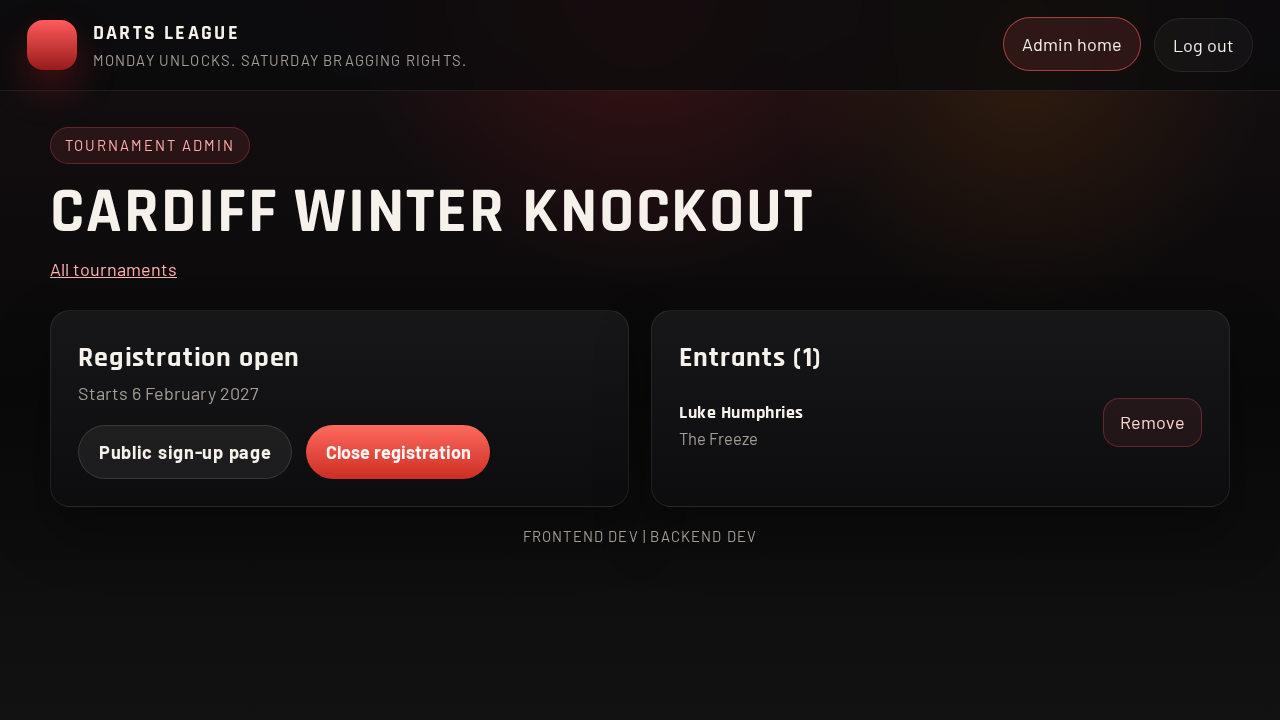 DARTS LEAGUE
MONDAY UNLOCKS. SATURDAY BRAGGING RIGHTS.
Admin home
Log out
TOURNAMENT ADMIN
CARDIFF WINTER KNOCKOUT
All tournaments
Registration open
Starts 6 February 2027
Public sign-up page
Close registration
Entrants (1)
Luke Humphries
The Freeze
Remove
FRONTEND DEV | BACKEND DEV